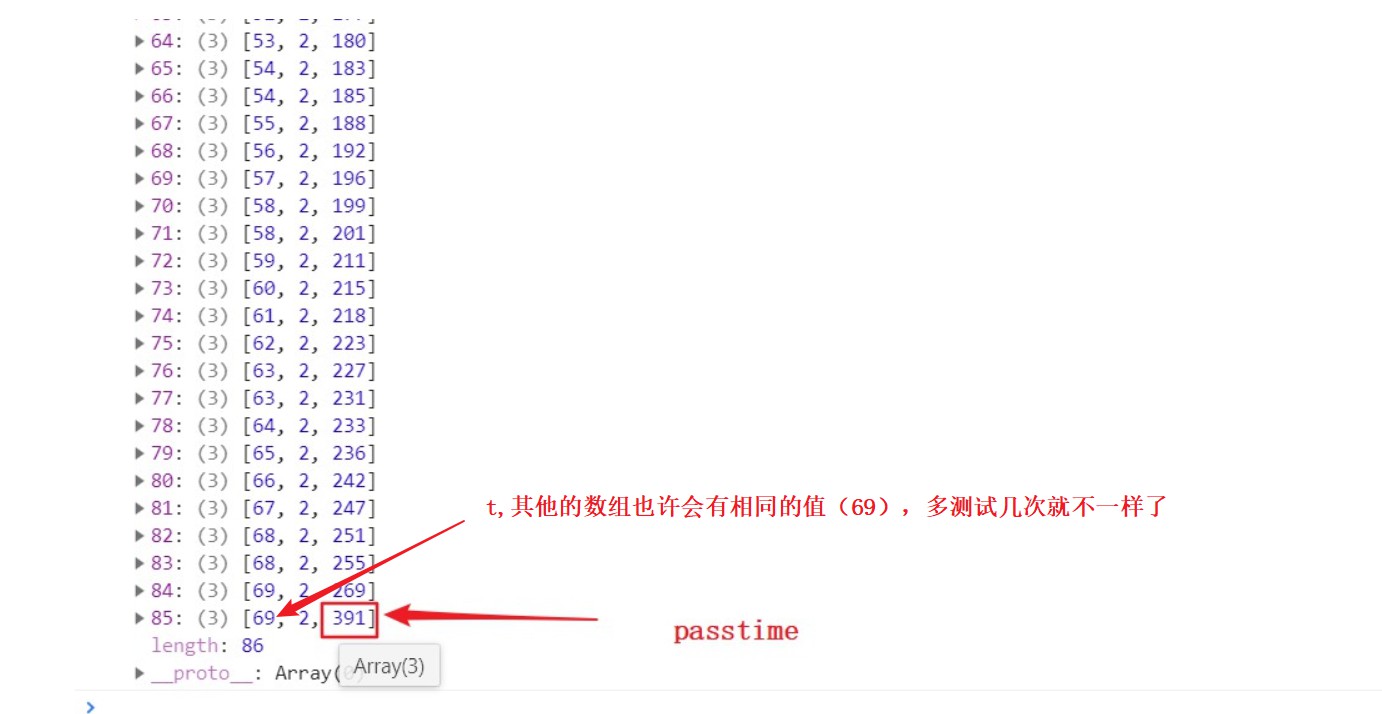 64: (3) [53, 2, 180]
65: (3) [54, 2, 183]
66: (3) [54, 2, 185]
67: (3) [55, 2, 188]
68: (3) [56, 2, 192]
69: (3) [57, 2, 196]
70: (3) [58, 2, 199]
71: (3) [58, 2, 201]
72: (3) [59, 2, 211]
73: (3) [60, 2, 215]
74: (3) [61, 2, 218]
75: (3) [62, 2, 223]
76: (3) [63, 2, 227]
77: (3) [63, 2, 231]
78: (3) [64, 2, 233]
79: (3) [65, 2, 236]
80: (3) [66, 2, 242]
81: (3) [67, 2, 247]
t,其他的数组也许会有相同的值（69），多测试几次就不一样了
82: (3) [68, 2, 251]
83: (3) [68, 2, 255]
84: (3) [69, 2, 269]
85: (3) [69, 2, 391]
passtime
length: 86
__proto__: Array(
Array(3)